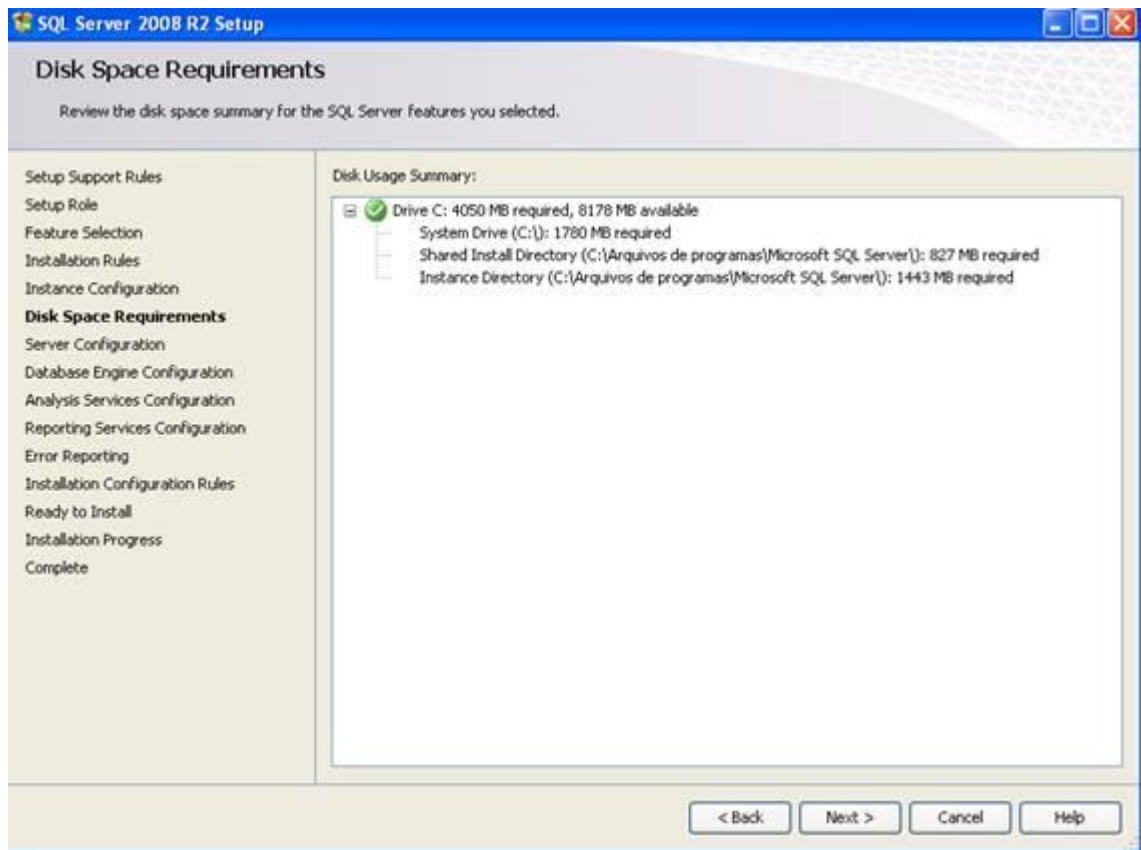 SQL Server 2008 R2 Setup
Disk Space Requirements
Review the disk space summary for the SQL Server features you selected.
Setup Support Rules
Setup Role
Feature Selection
Installation Rules
Instance Configuration
Disk Space Requirements
Server Configuration
Database Engine Configuration
Analysis Services Configuration
Reporting Services Configuration
Error Reporting
Installation Configuration Rules
Ready to Install
Installation Progress
Complete
Disk Usage Summary:
Drive C: 4050 MB required, 8178 MB available
System Drive (C:\): 1780 MB required
Shared Install Directory (C:\Arquivos de programas\Microsoft SQL Server\): 827 MB required
Instance Directory (C:\Arquivos de programas\Microsoft SQL Server\): 1443 MB required
< Back
Next >
Cancel
Help